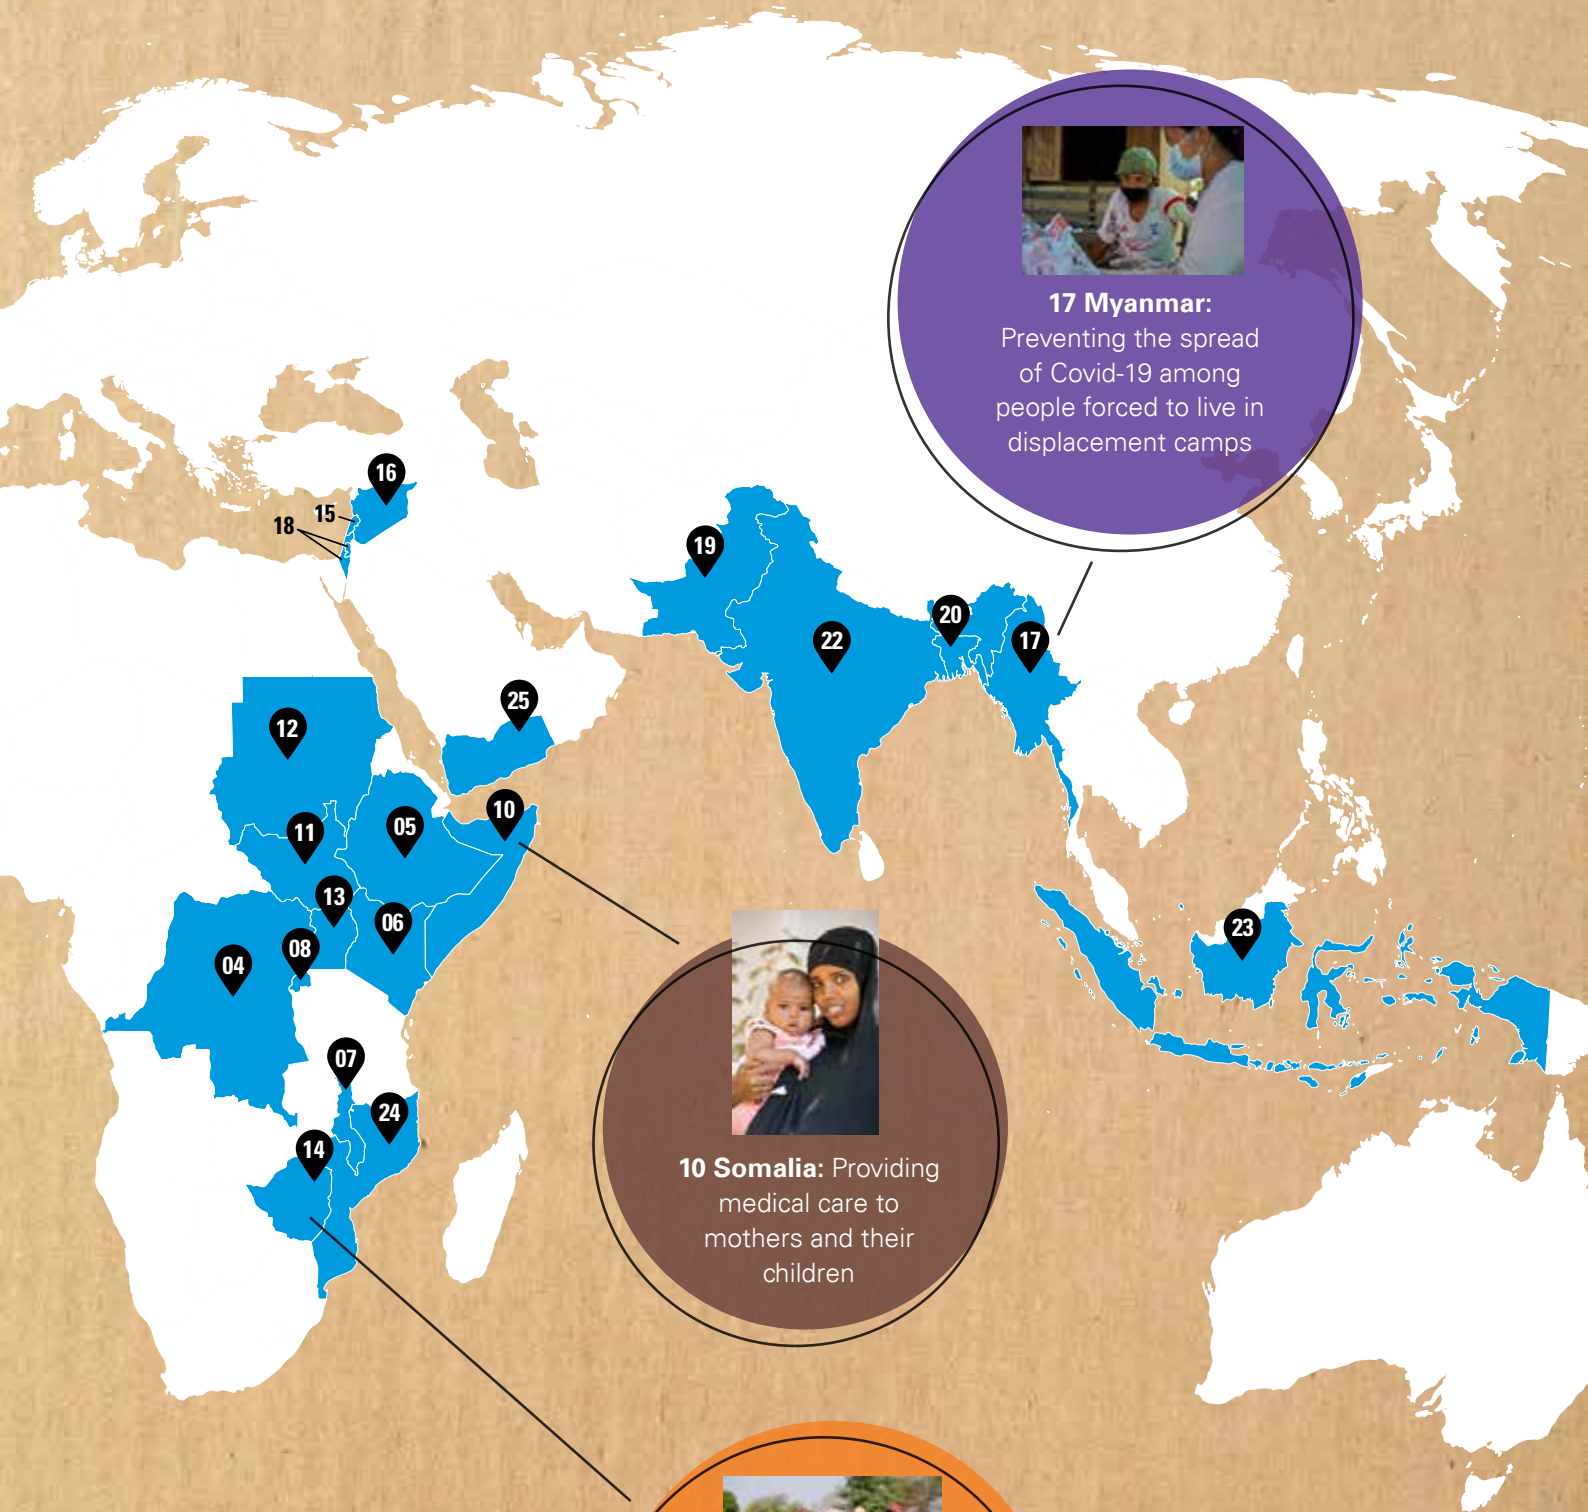 17 Myanmar:
Preventing the spread
of Covid-19 among
people forced to live in
displacement camps
16
15
18
19
20
22
17
25
12
10
11
05
13
06
08
04
23
07
24
14
10 Somalia: Providing
medical care to
mothers and their
children